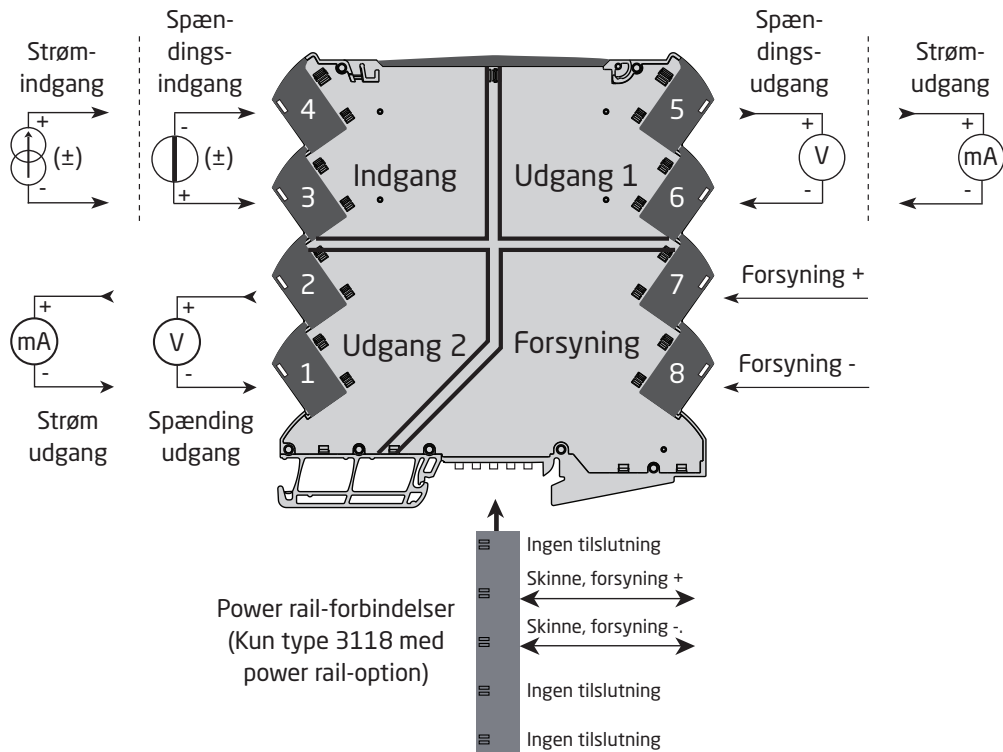 Strøm-
indgang
Spæn-
dings-
indgang
Spæn-
dings-
udgang
Strøm-
udgang
+
(±)
-
-
(±)
+
4
3
2
1
5
6
7
8
Indgang
Udgang 1
Udgang 2
Forsyning
+
V
-
+
mA
-
+
mA
-
Strøm
udgang
+
V
-
Spænding
udgang
Forsyning +
Forsyning -
Power rail-forbindelser
(Kun type 3118 med
power rail-option)
Ingen tilslutning
Skinne, forsyning +
Skinne, forsyning -.
Ingen tilslutning
Ingen tilslutning